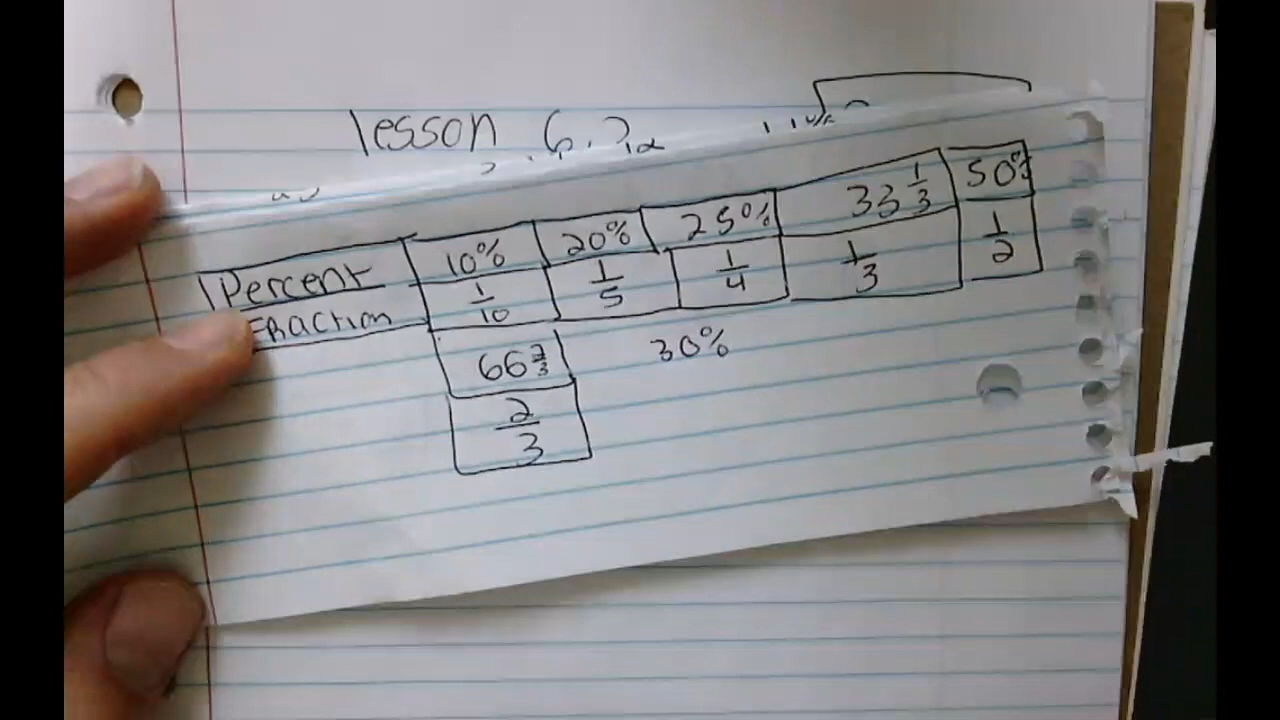 lesson 6.2a
Percent 10% 20% 25% 33 1/3 50%
Fraction 1/10 1/5 1/4 1/3 1/2
66 2/3 30%
2/3